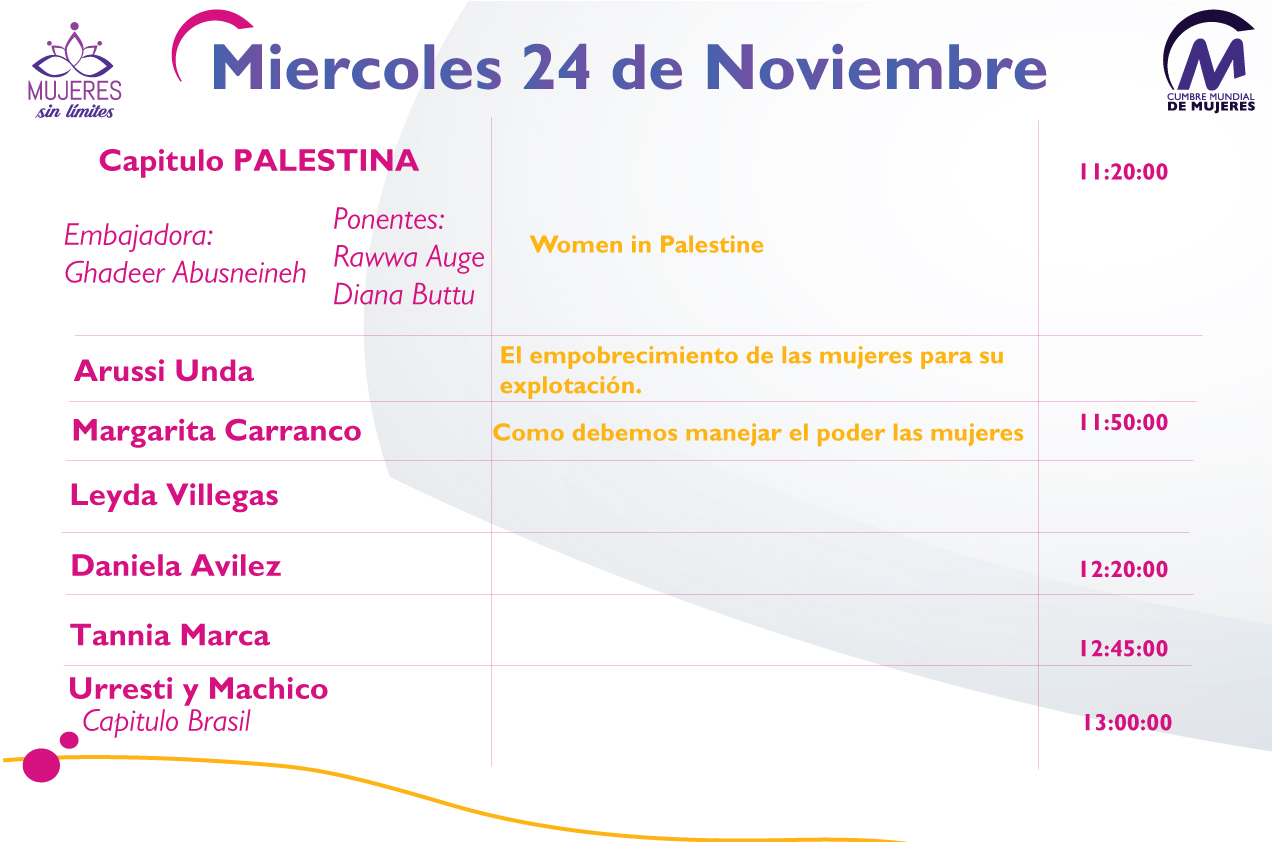 MUJERES
sin límites
Miercoles 24 de Noviembre
CUMBRE MUNDIAL
DE MUJERES
Capitulo PALESTINA
11:20:00
Embajadora:
Ghadeer Abusneineh
Ponentes:
Rawwa Auge
Diana Buttu
Women in Palestine
Arussi Unda
El empobrecimiento de las mujeres para su
explotación.
Margarita Carranco
Como debemos manejar el poder las mujeres
11:50:00
Leyda Villegas
Daniela Avilez
12:20:00
Tannia Marca
12:45:00
Urresti y Machico
Capitulo Brasil
13:00:00